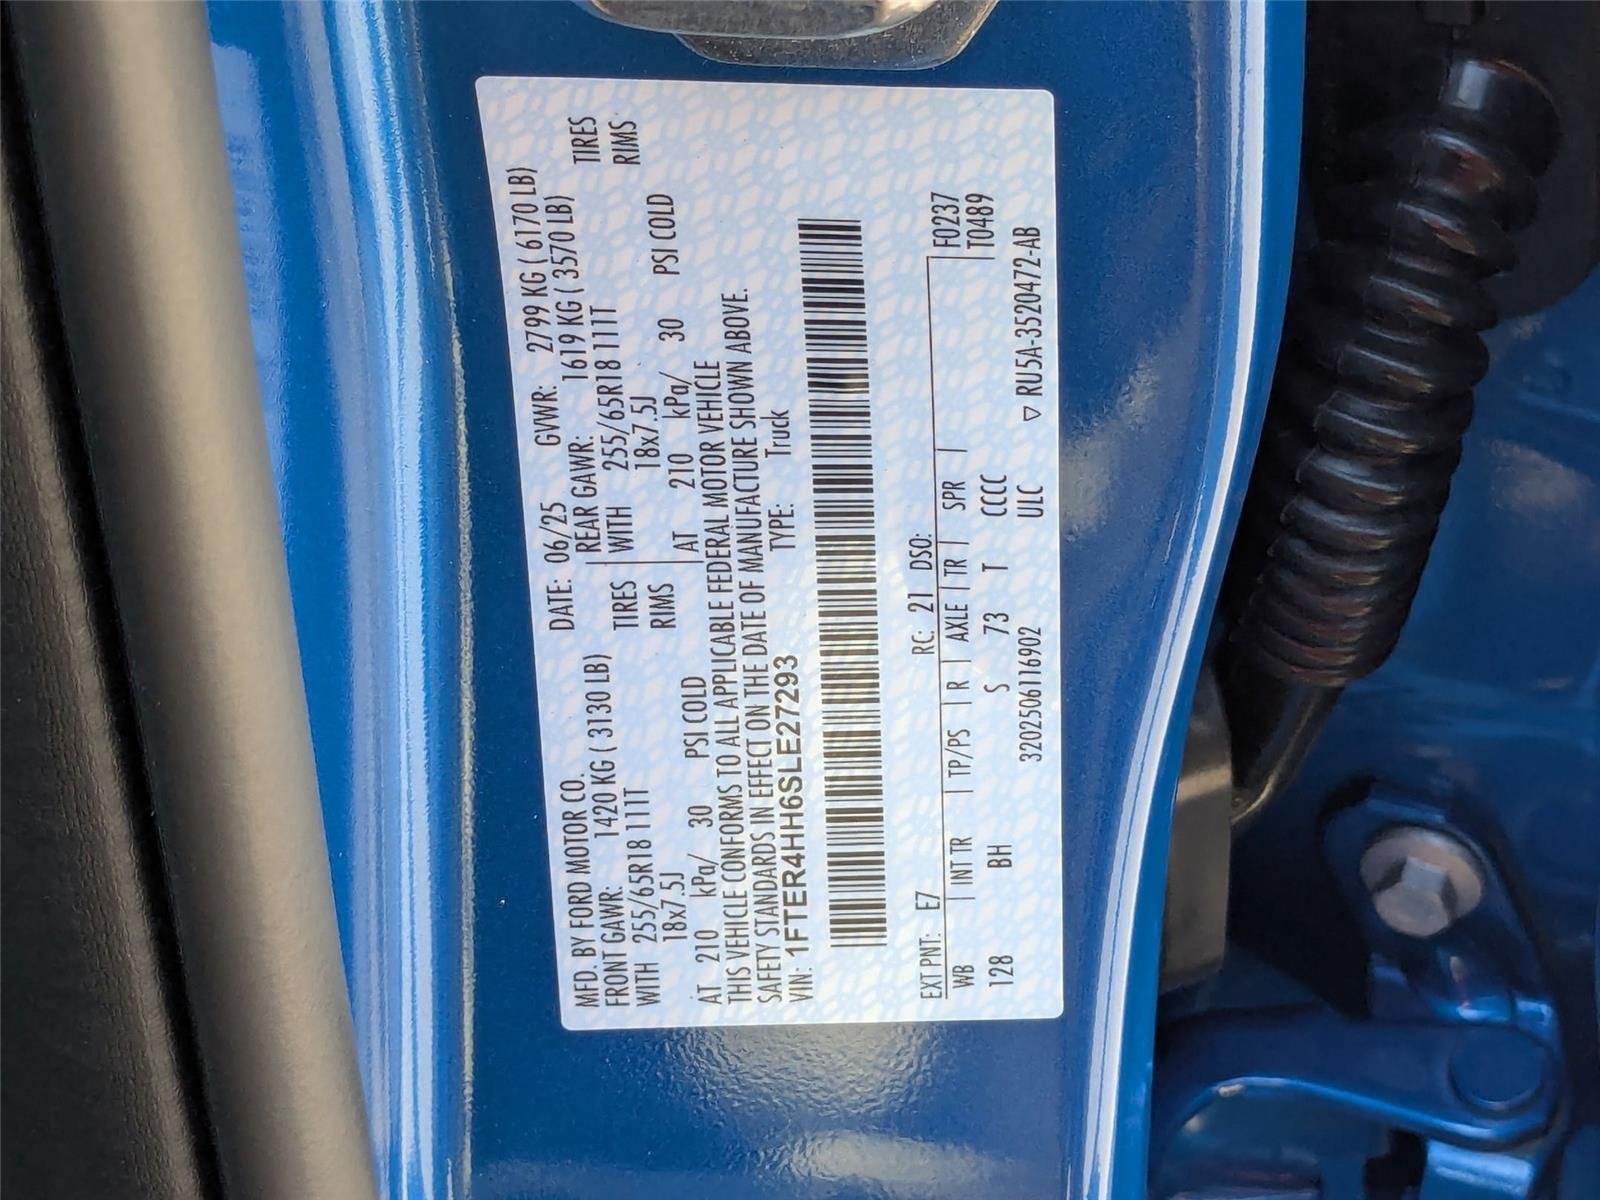 MFD. BY FORD MOTOR CO. DATE: 06/25 GVWR: 2799 KG ( 6170 LB)
FRONT GAWR: 1420 KG ( 3130 LB) REAR GAWR: 1619 KG ( 3570 LB)
WITH 255/65R18 111T TIRES WITH 255/65R18 111T TIRES
18x7.5J RIMS 18x7.5J RIMS
AT 210 kPa/ 30 PSI COLD AT 210 kPa/ 30 PSI COLD
THIS VEHICLE CONFORMS TO ALL APPLICABLE FEDERAL MOTOR VEHICLE
SAFETY STANDARDS IN EFFECT ON THE DATE OF MANUFACTURE SHOWN ABOVE.
VIN: 1FTER4HH6SLE27293 TYPE: Truck
EXT PNT: E7 RC: 21 DSO: F0237
WB INT TR TP/PS R AXLE TR SPR T0489
128 BH S 73 T CCCC
3202506116902 ULC ▽ RU5A-3520472-AB